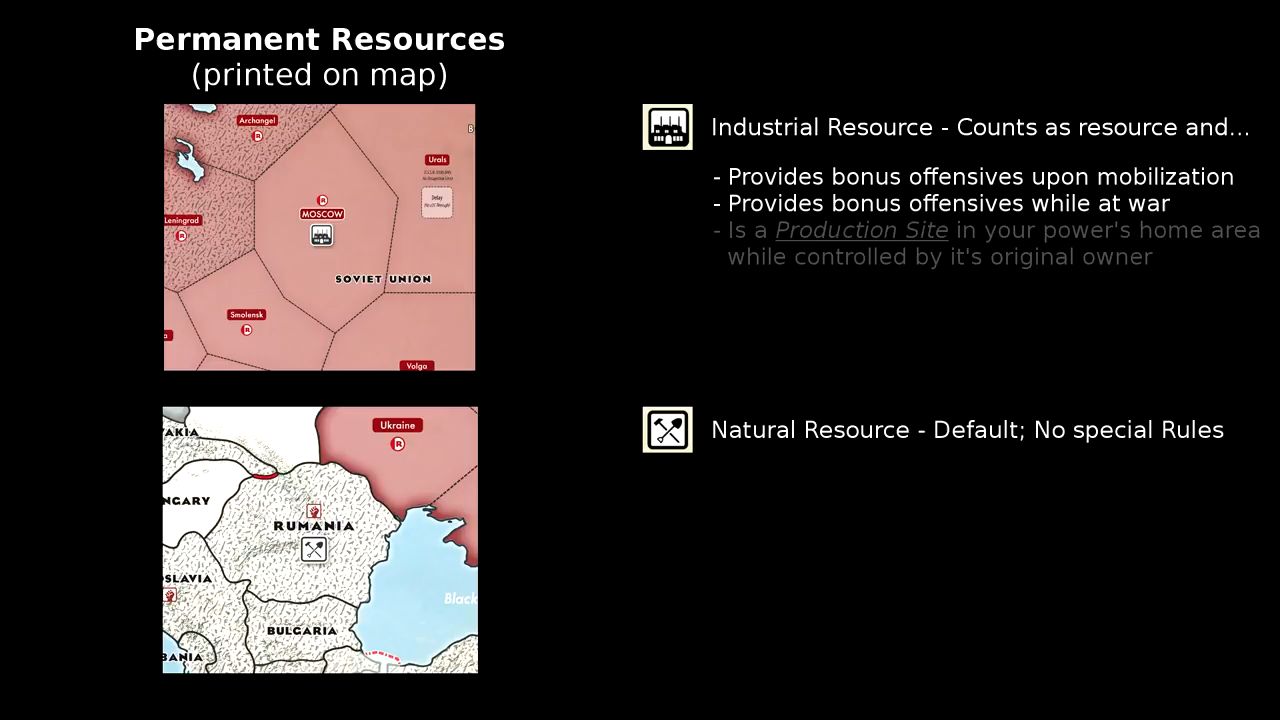 Permanent Resources
(printed on map)
Archangel
B
Urals
Delay
Leningrad
MOSCOW
SOVIET UNION
Smolensk
Volga
Industrial Resource - Counts as resource and...
- Provides bonus offensives upon mobilization
- Provides bonus offensives while at war
- Is a Production Site in your power's home area
while controlled by it's original owner
AKIA
Ukraine
NGARY
RUMANIA
OSLAVIA
Black
BULGARIA
BANIA
Natural Resource - Default; No special Rules